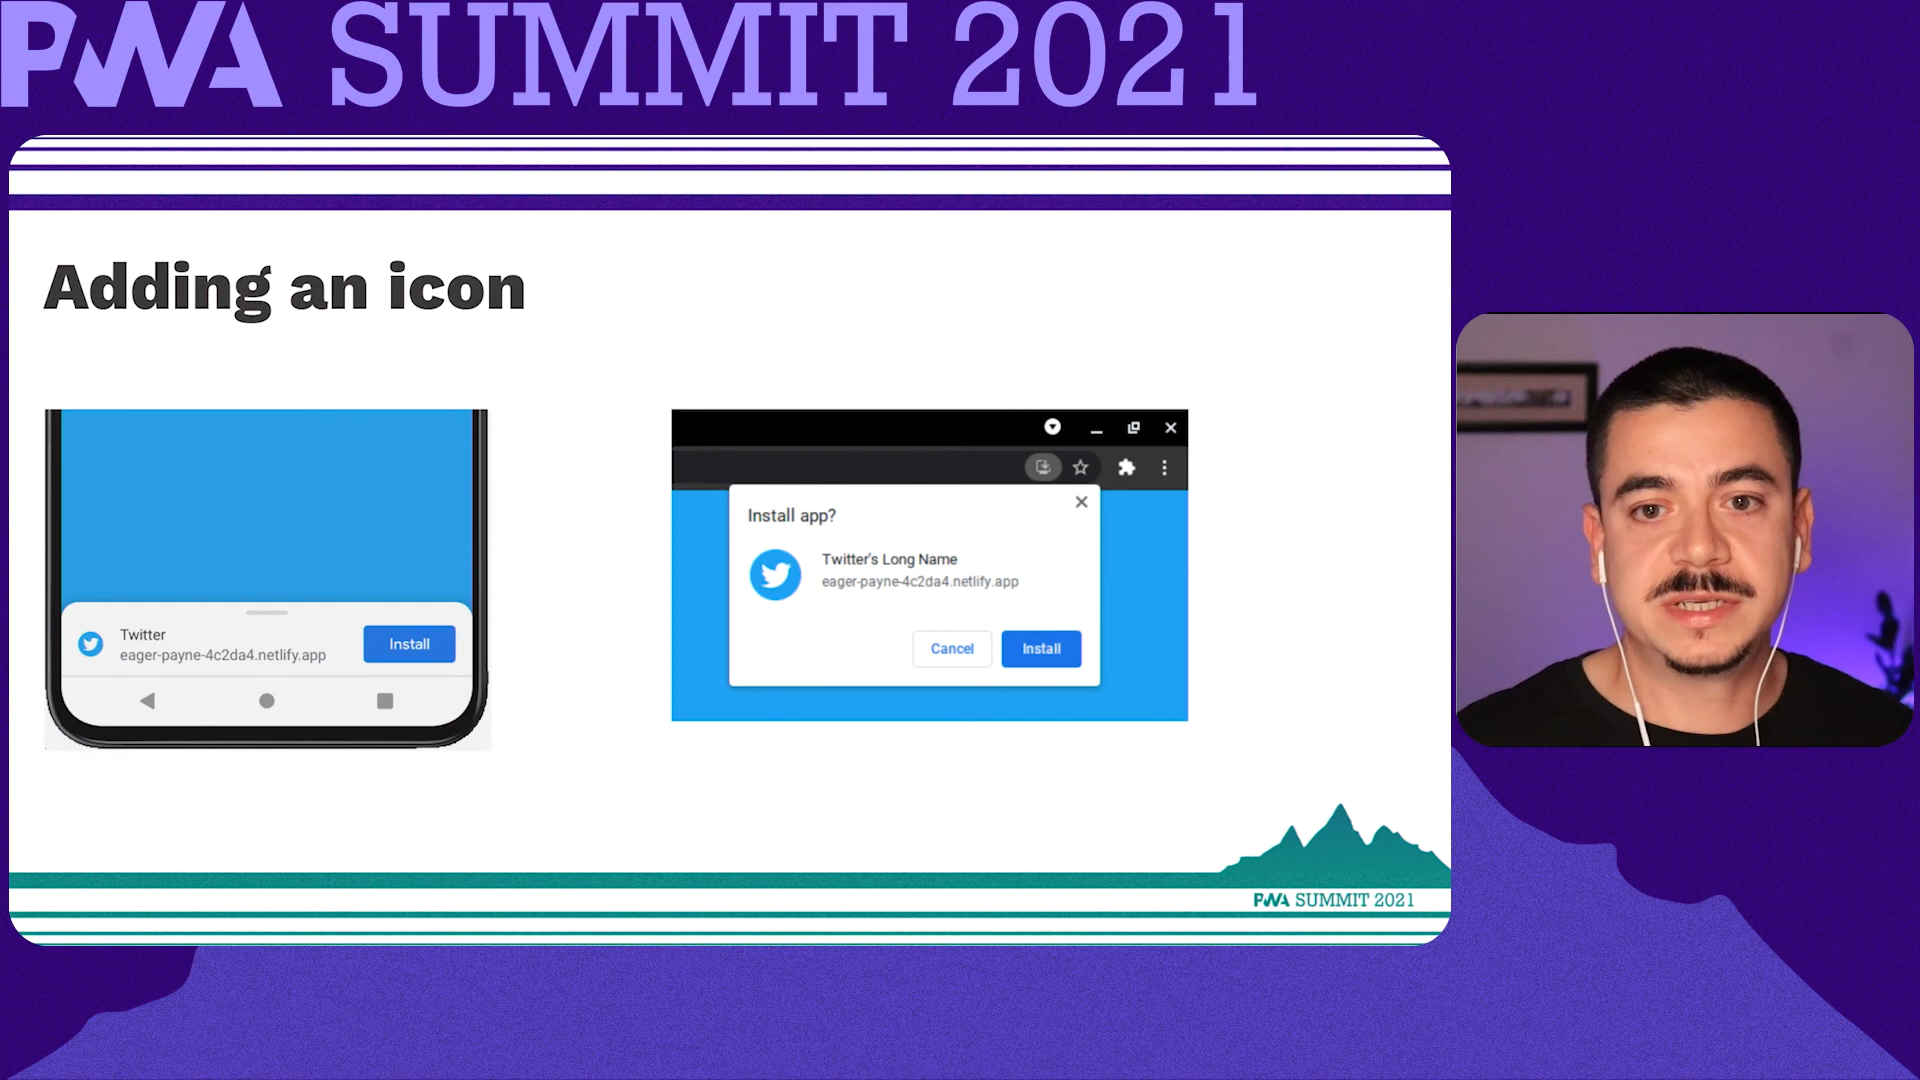 PWA SUMMIT 2021
Adding an icon
Twitter
eager-payne-4c2da4.netlify.app
Install
Install app?
Twitter's Long Name
eager-payne-4c2da4.netlify.app
Cancel
Install
PWA SUMMIT 2021